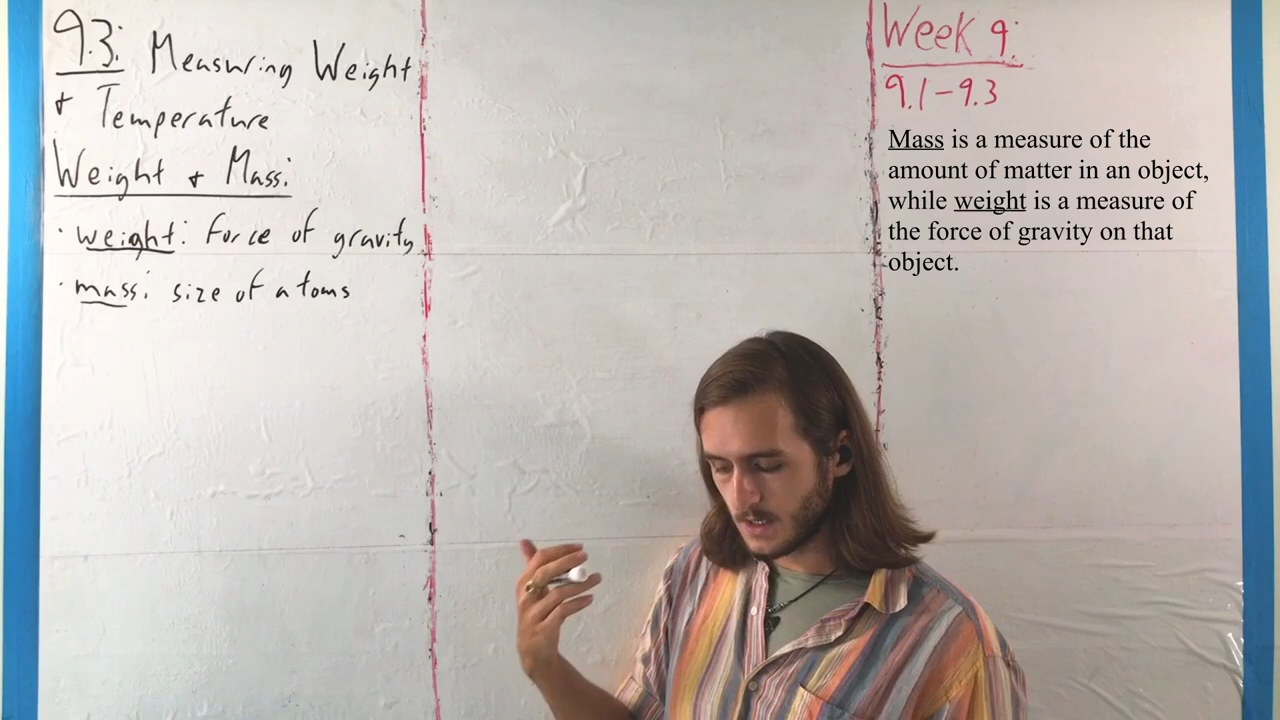 9.3: Measuring Weight
+ Temperature
Weight + Mass:
· weight: force of gravity
· mass: size of atoms
Week 9:
9.1-9.3
Mass is a measure of the
amount of matter in an object,
while weight is a measure of
the force of gravity on that
object.